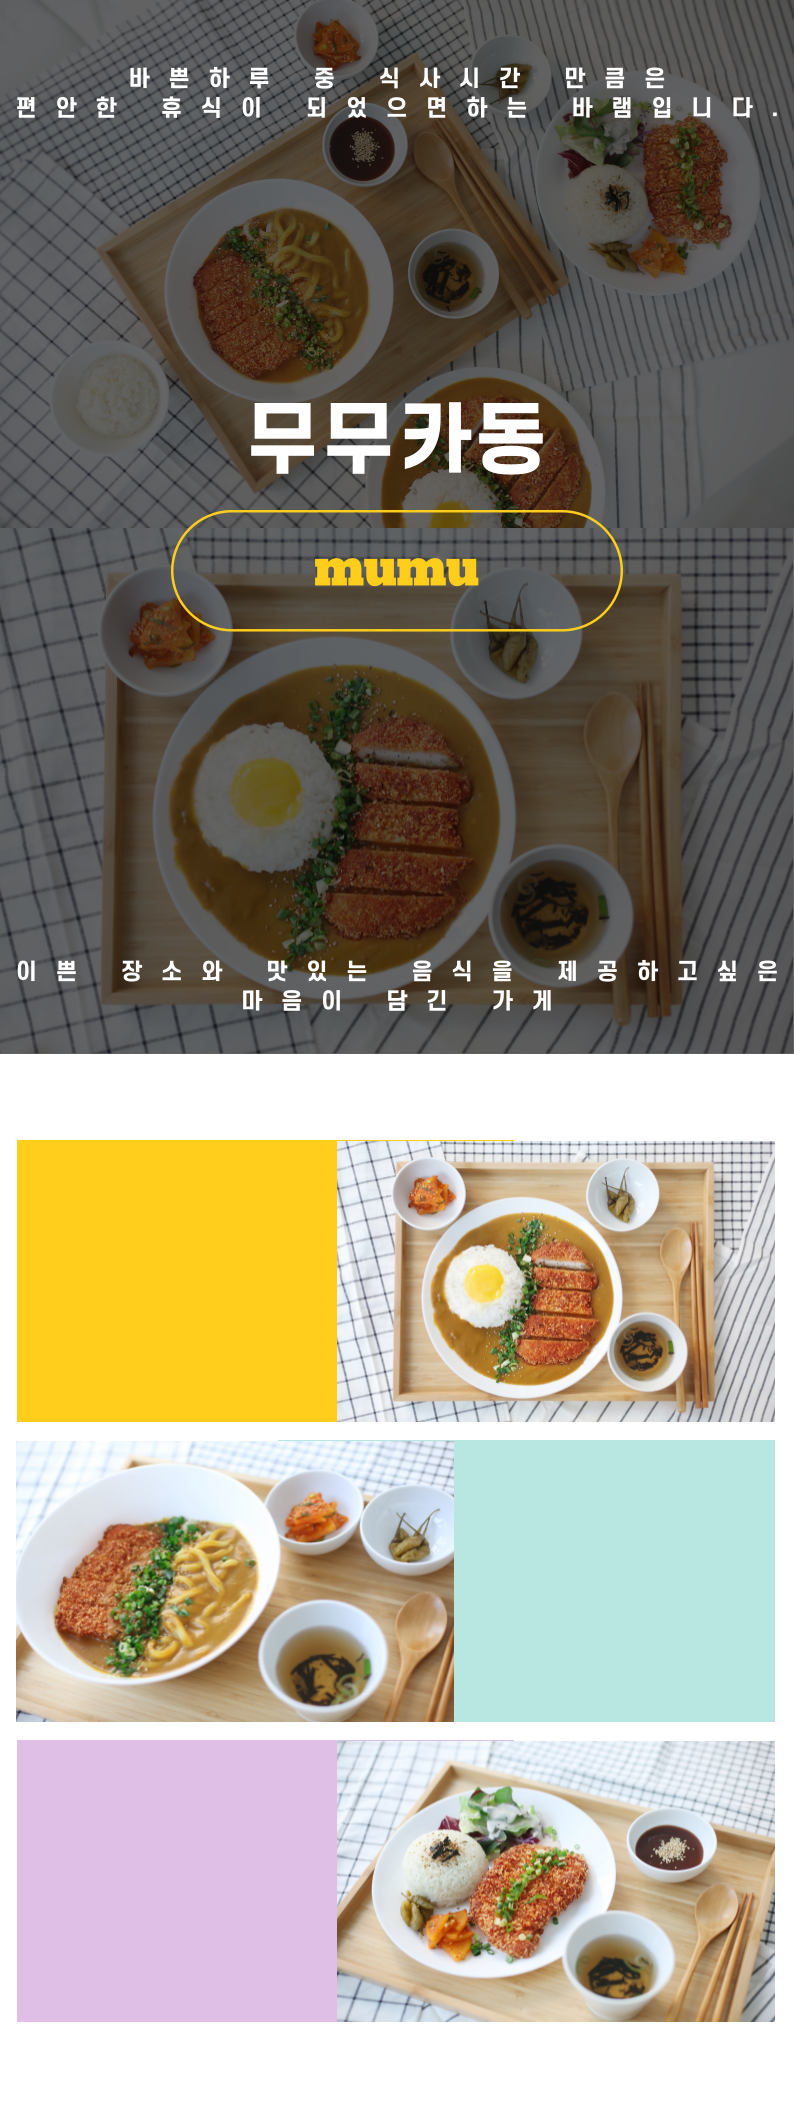 바쁜하루 중 식사시간 만큼은
편안한 휴식이 되었으면하는 바램입니다.
무무카동
mumu
이쁜 장소와 맛있는 음식을 제공하고싶은
마음이 담긴 가게